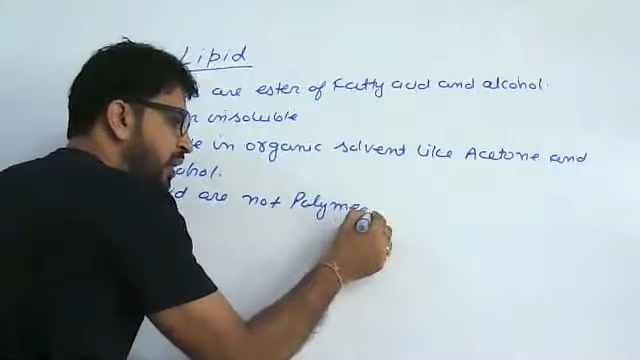 Lipid
are ester of Fatty acid and alcohol.
insoluble
in organic solvent like Acetone and
ohol.
are not Polyme